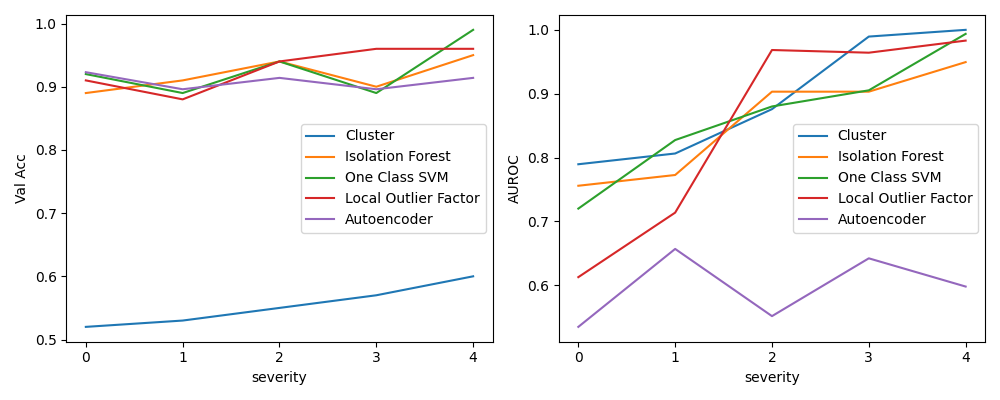 1.0
0.9
0.8
0.7
0.6
0.5
Val Acc
0 1 2 3 4
severity
Cluster
Isolation Forest
One Class SVM
Local Outlier Factor
Autoencoder
1.0
0.9
0.8
0.7
0.6
AUROC
0 1 2 3 4
severity
Cluster
Isolation Forest
One Class SVM
Local Outlier Factor
Autoencoder